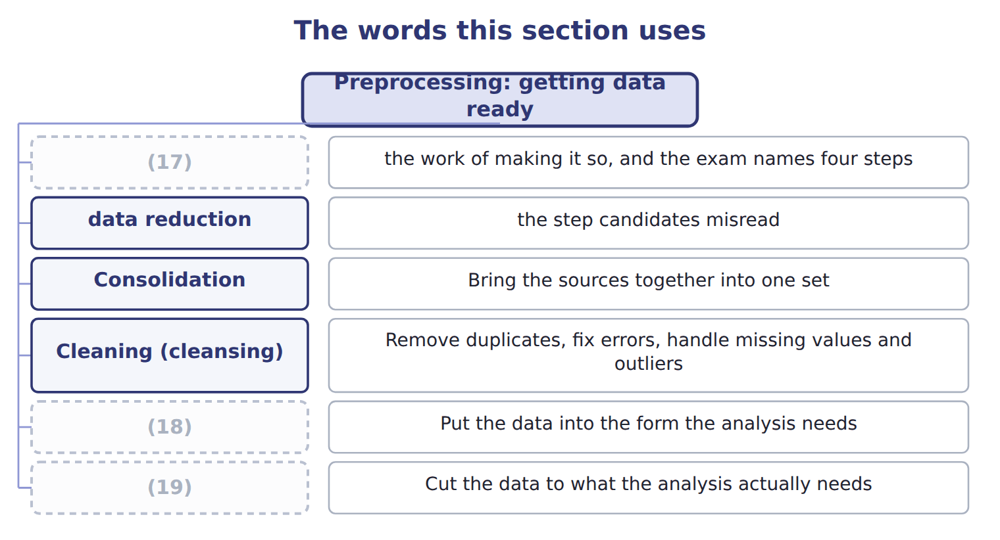 The words this section uses
Preprocessing: getting data
ready
(17)
the work of making it so, and the exam names four steps
data reduction
the step candidates misread
Consolidation
Bring the sources together into one set
Cleaning (cleansing)
Remove duplicates, fix errors, handle missing values and
outliers
(18)
Put the data into the form the analysis needs
(19)
Cut the data to what the analysis actually needs